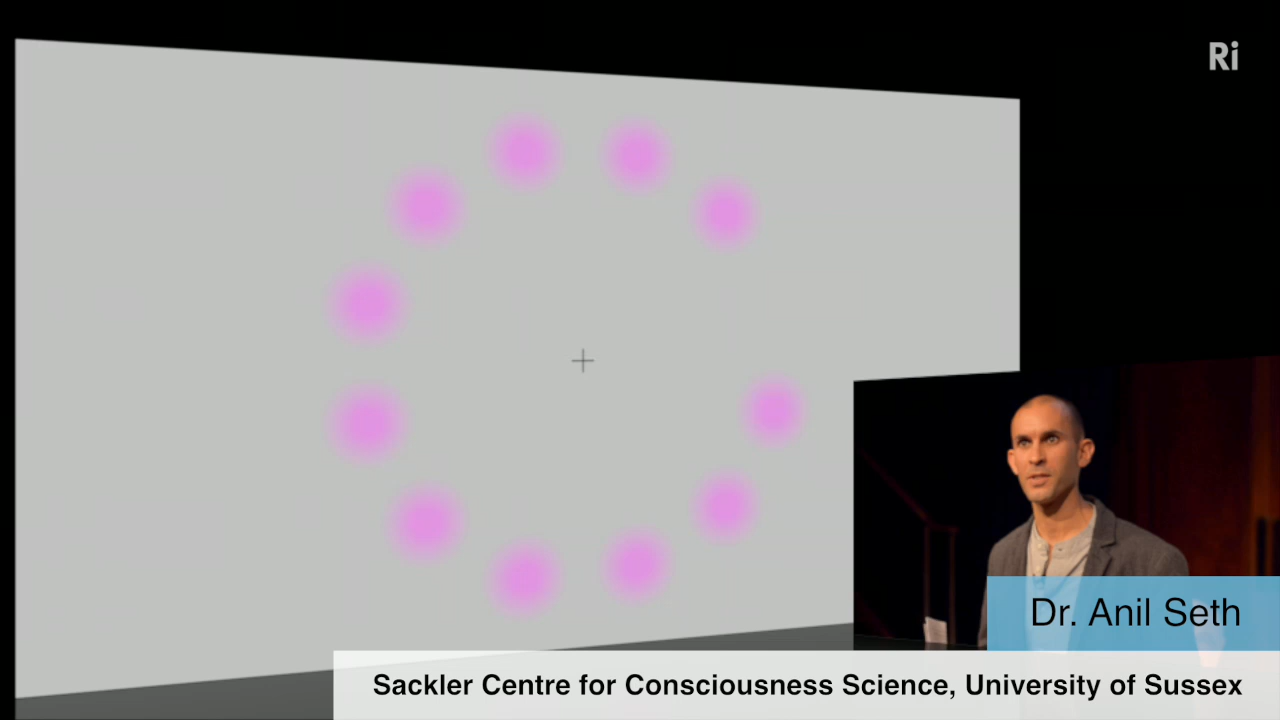 Ri
Dr. Anil Seth
Sackler Centre for Consciousness Science, University of Sussex